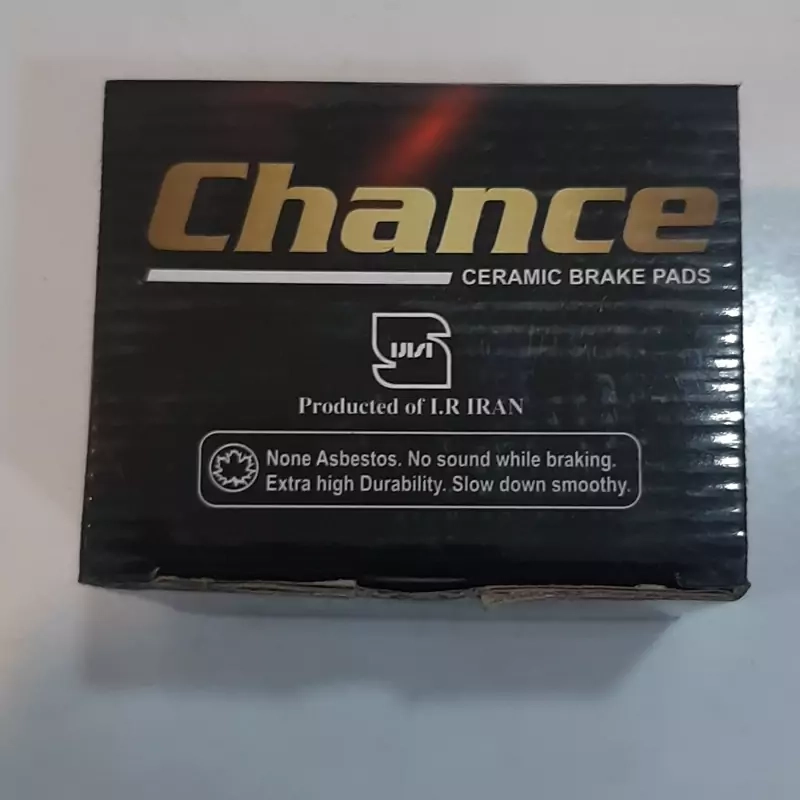 Chance
CERAMIC BRAKE PADS
Producted of I.R IRAN
None Asbestos. No sound while braking.
Extra high Durability. Slow down smoothy.